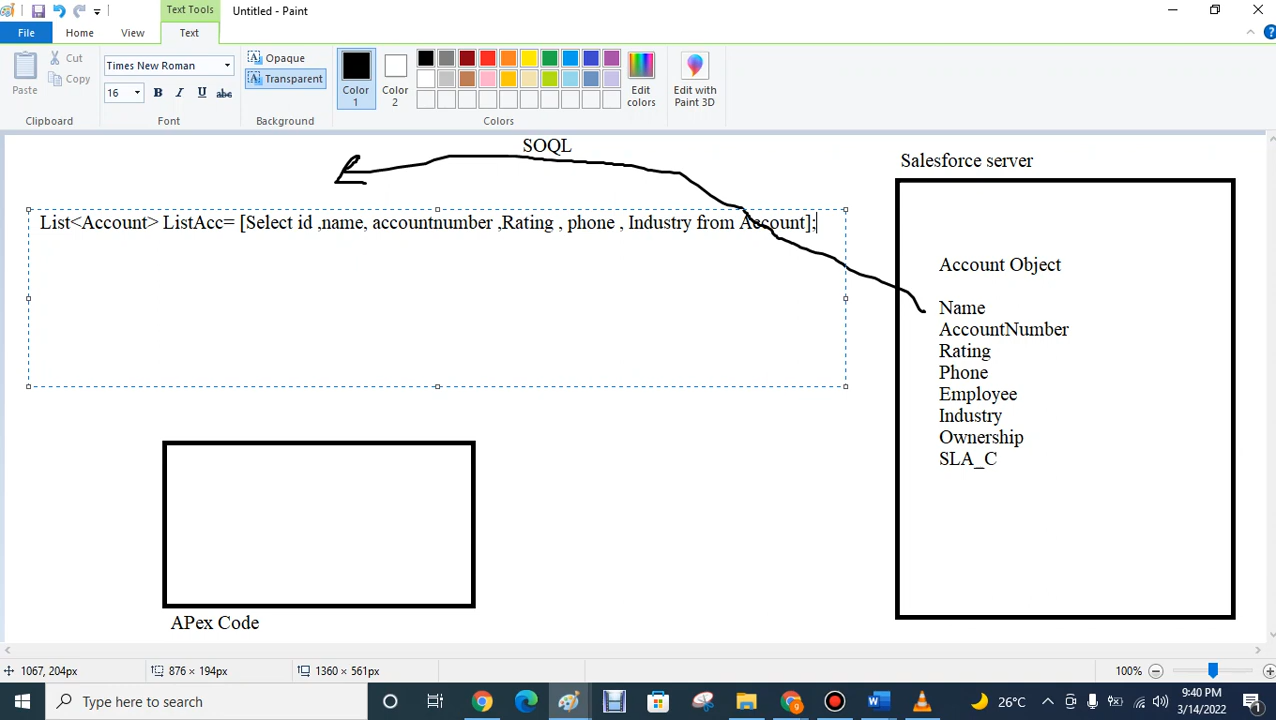 Text Tools
Untitled - Paint
File
Home
View
Text
Paste
Cut
Copy
Clipboard
Times New Roman
16
B I U abc
Font
Opaque
Transparent
Background
Color 1
Color 2
Edit colors
Colors
Edit with Paint 3D
SOQL
Salesforce server
List<Account> ListAcc= [Select id ,name, accountnumber ,Rating , phone , Industry from Account];
Account Object
Name
AccountNumber
Rating
Phone
Employee
Industry
Ownership
SLA_C
APex Code
1067, 204px
876 × 194px
1360 × 561px
100%
Type here to search
9
26°C
9:40 PM
3/14/2022
1